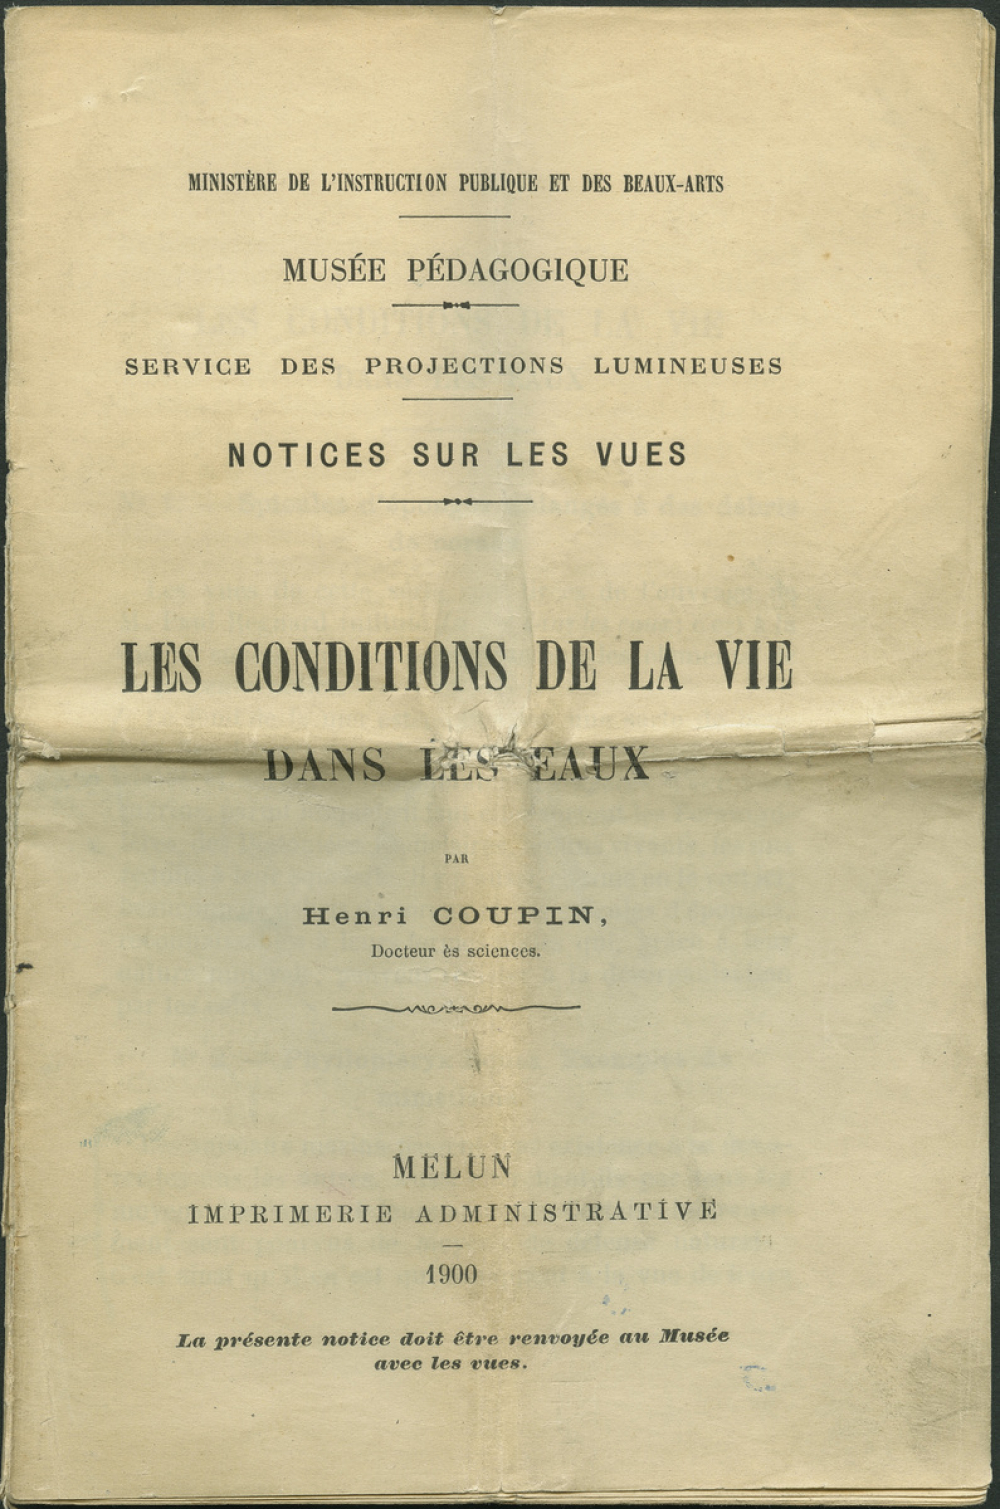 MINISTÈRE DE L'INSTRUCTION PUBLIQUE ET DES BEAUX-ARTS
MUSÉE PÉDAGOGIQUE
SERVICE DES PROJECTIONS LUMINEUSES
NOTICES SUR LES VUES
LES CONDITIONS DE LA VIE
DANS LES EAUX
PAR
Henri COUPIN,
Docteur ès sciences.
MELUN
IMPRIMERIE ADMINISTRATIVE
1900
La présente notice doit être renvoyée au Musée
avec les vues.